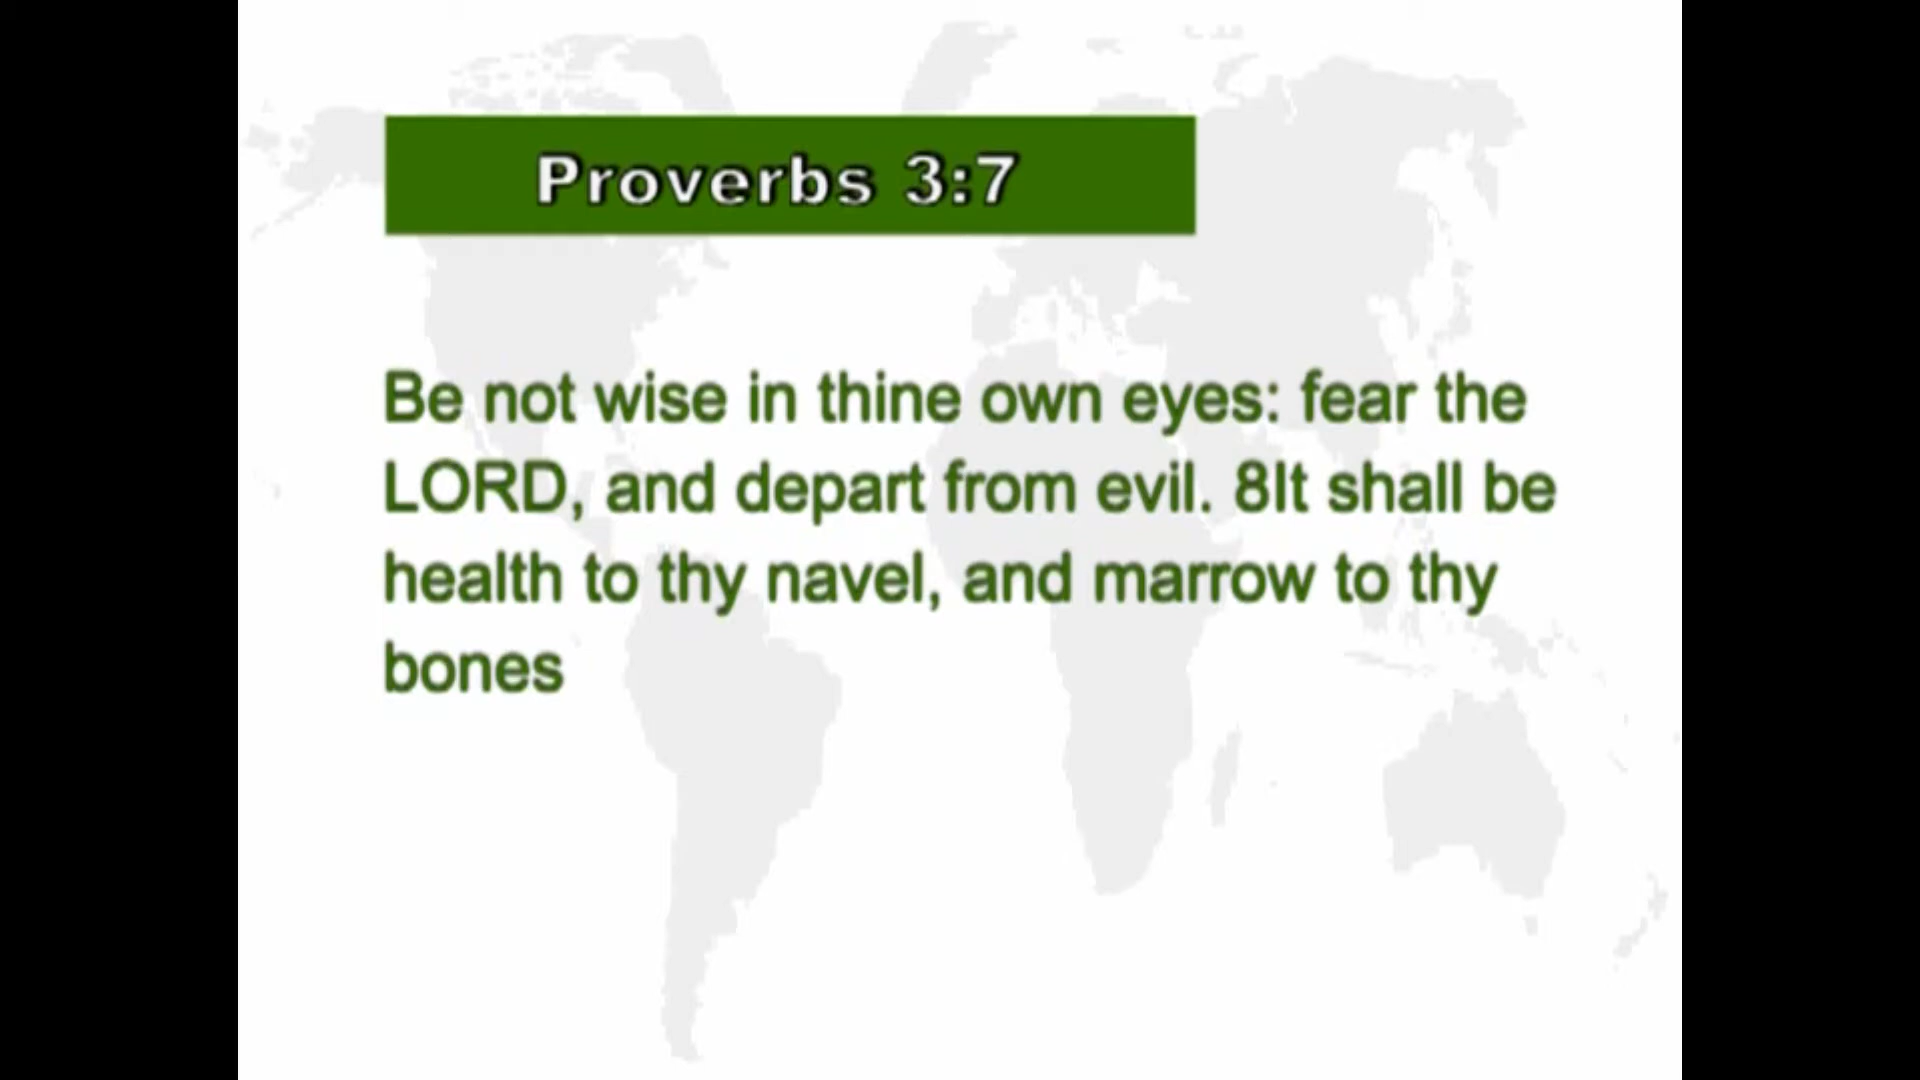 Proverbs 3:7
Be not wise in thine own eyes: fear the
LORD, and depart from evil. 8It shall be
health to thy navel, and marrow to thy
bones